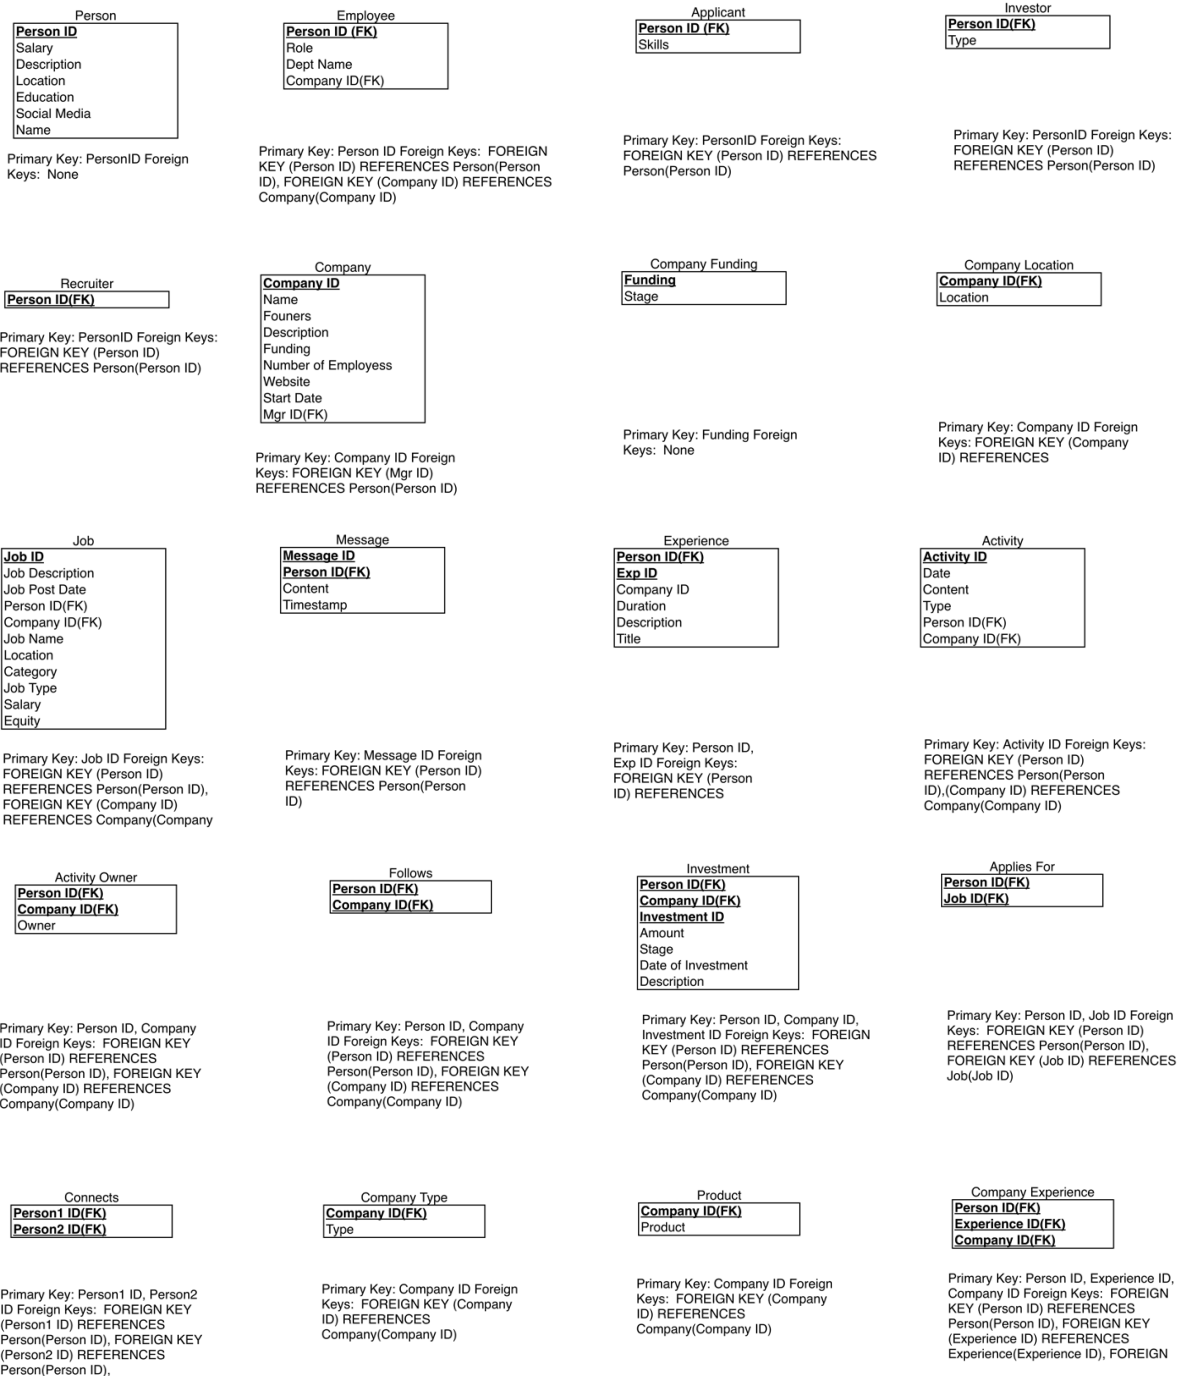 Person
Person ID
Salary
Description
Location
Education
Social Media
Name
Primary Key: PersonID Foreign
Keys:  None
Employee
Person ID (FK)
Role
Dept Name
Company ID(FK)
Primary Key: Person ID Foreign Keys:  FOREIGN
KEY (Person ID) REFERENCES Person(Person
ID), FOREIGN KEY (Company ID) REFERENCES
Company(Company ID)
Applicant
Person ID (FK)
Skills
Primary Key: PersonID Foreign Keys:
FOREIGN KEY (Person ID) REFERENCES
Person(Person ID)
Investor
Person ID(FK)
Type
Primary Key: PersonID Foreign Keys:
FOREIGN KEY (Person ID)
REFERENCES Person(Person ID)
Recruiter
Person ID(FK)
Primary Key: PersonID Foreign Keys:
FOREIGN KEY (Person ID)
REFERENCES Person(Person ID)
Company
Company ID
Name
Founers
Description
Funding
Number of Employess
Website
Start Date
Mgr ID(FK)
Primary Key: Company ID Foreign
Keys: FOREIGN KEY (Mgr ID)
REFERENCES Person(Person ID)
Company Funding
Funding
Stage
Primary Key: Funding Foreign
Keys:  None
Company Location
Company ID(FK)
Location
Primary Key: Company ID Foreign
Keys: FOREIGN KEY (Company
ID) REFERENCES
Job
Job ID
Job Description
Job Post Date
Person ID(FK)
Company ID(FK)
Job Name
Location
Category
Job Type
Salary
Equity
Primary Key: Job ID Foreign Keys:
FOREIGN KEY (Person ID)
REFERENCES Person(Person ID),
FOREIGN KEY (Company ID)
REFERENCES Company(Company
Message
Message ID
Person ID(FK)
Content
Timestamp
Primary Key: Message ID Foreign
Keys: FOREIGN KEY (Person ID)
REFERENCES Person(Person
ID)
Experience
Person ID(FK)
Exp ID
Company ID
Duration
Description
Title
Primary Key: Person ID,
Exp ID Foreign Keys:
FOREIGN KEY (Person
ID) REFERENCES
Activity
Activity ID
Date
Content
Type
Person ID(FK)
Company ID(FK)
Primary Key: Activity ID Foreign Keys:
FOREIGN KEY (Person ID)
REFERENCES Person(Person
ID),(Company ID) REFERENCES
Company(Company ID)
Activity Owner
Person ID(FK)
Company ID(FK)
Owner
Primary Key: Person ID, Company
ID Foreign Keys:  FOREIGN KEY
(Person ID) REFERENCES
Person(Person ID), FOREIGN KEY
(Company ID) REFERENCES
Company(Company ID)
Follows
Person ID(FK)
Company ID(FK)
Primary Key: Person ID, Company
ID Foreign Keys:  FOREIGN KEY
(Person ID) REFERENCES
Person(Person ID), FOREIGN KEY
(Company ID) REFERENCES
Company(Company ID)
Investment
Person ID(FK)
Company ID(FK)
Investment ID
Amount
Stage
Date of Investment
Description
Primary Key: Person ID, Company ID,
Investment ID Foreign Keys:  FOREIGN
KEY (Person ID) REFERENCES
Person(Person ID), FOREIGN KEY
(Company ID) REFERENCES
Company(Company ID)
Applies For
Person ID(FK)
Job ID(FK)
Primary Key: Person ID, Job ID Foreign
Keys:  FOREIGN KEY (Person ID)
REFERENCES Person(Person ID),
FOREIGN KEY (Job ID) REFERENCES
Job(Job ID)
Connects
Person1 ID(FK)
Person2 ID(FK)
Primary Key: Person1 ID, Person2
ID Foreign Keys:  FOREIGN KEY
(Person1 ID) REFERENCES
Person(Person ID), FOREIGN KEY
(Person2 ID) REFERENCES
Person(Person ID),
Company Type
Company ID(FK)
Type
Primary Key: Company ID Foreign
Keys:  FOREIGN KEY (Company
ID) REFERENCES
Company(Company ID)
Product
Company ID(FK)
Product
Primary Key: Company ID Foreign
Keys:  FOREIGN KEY (Company
ID) REFERENCES
Company(Company ID)
Company Experience
Person ID(FK)
Experience ID(FK)
Company ID(FK)
Primary Key: Person ID, Experience ID,
Company ID Foreign Keys:  FOREIGN
KEY (Person ID) REFERENCES
Person(Person ID), FOREIGN KEY
(Experience ID) REFERENCES
Experience(Experience ID), FOREIGN